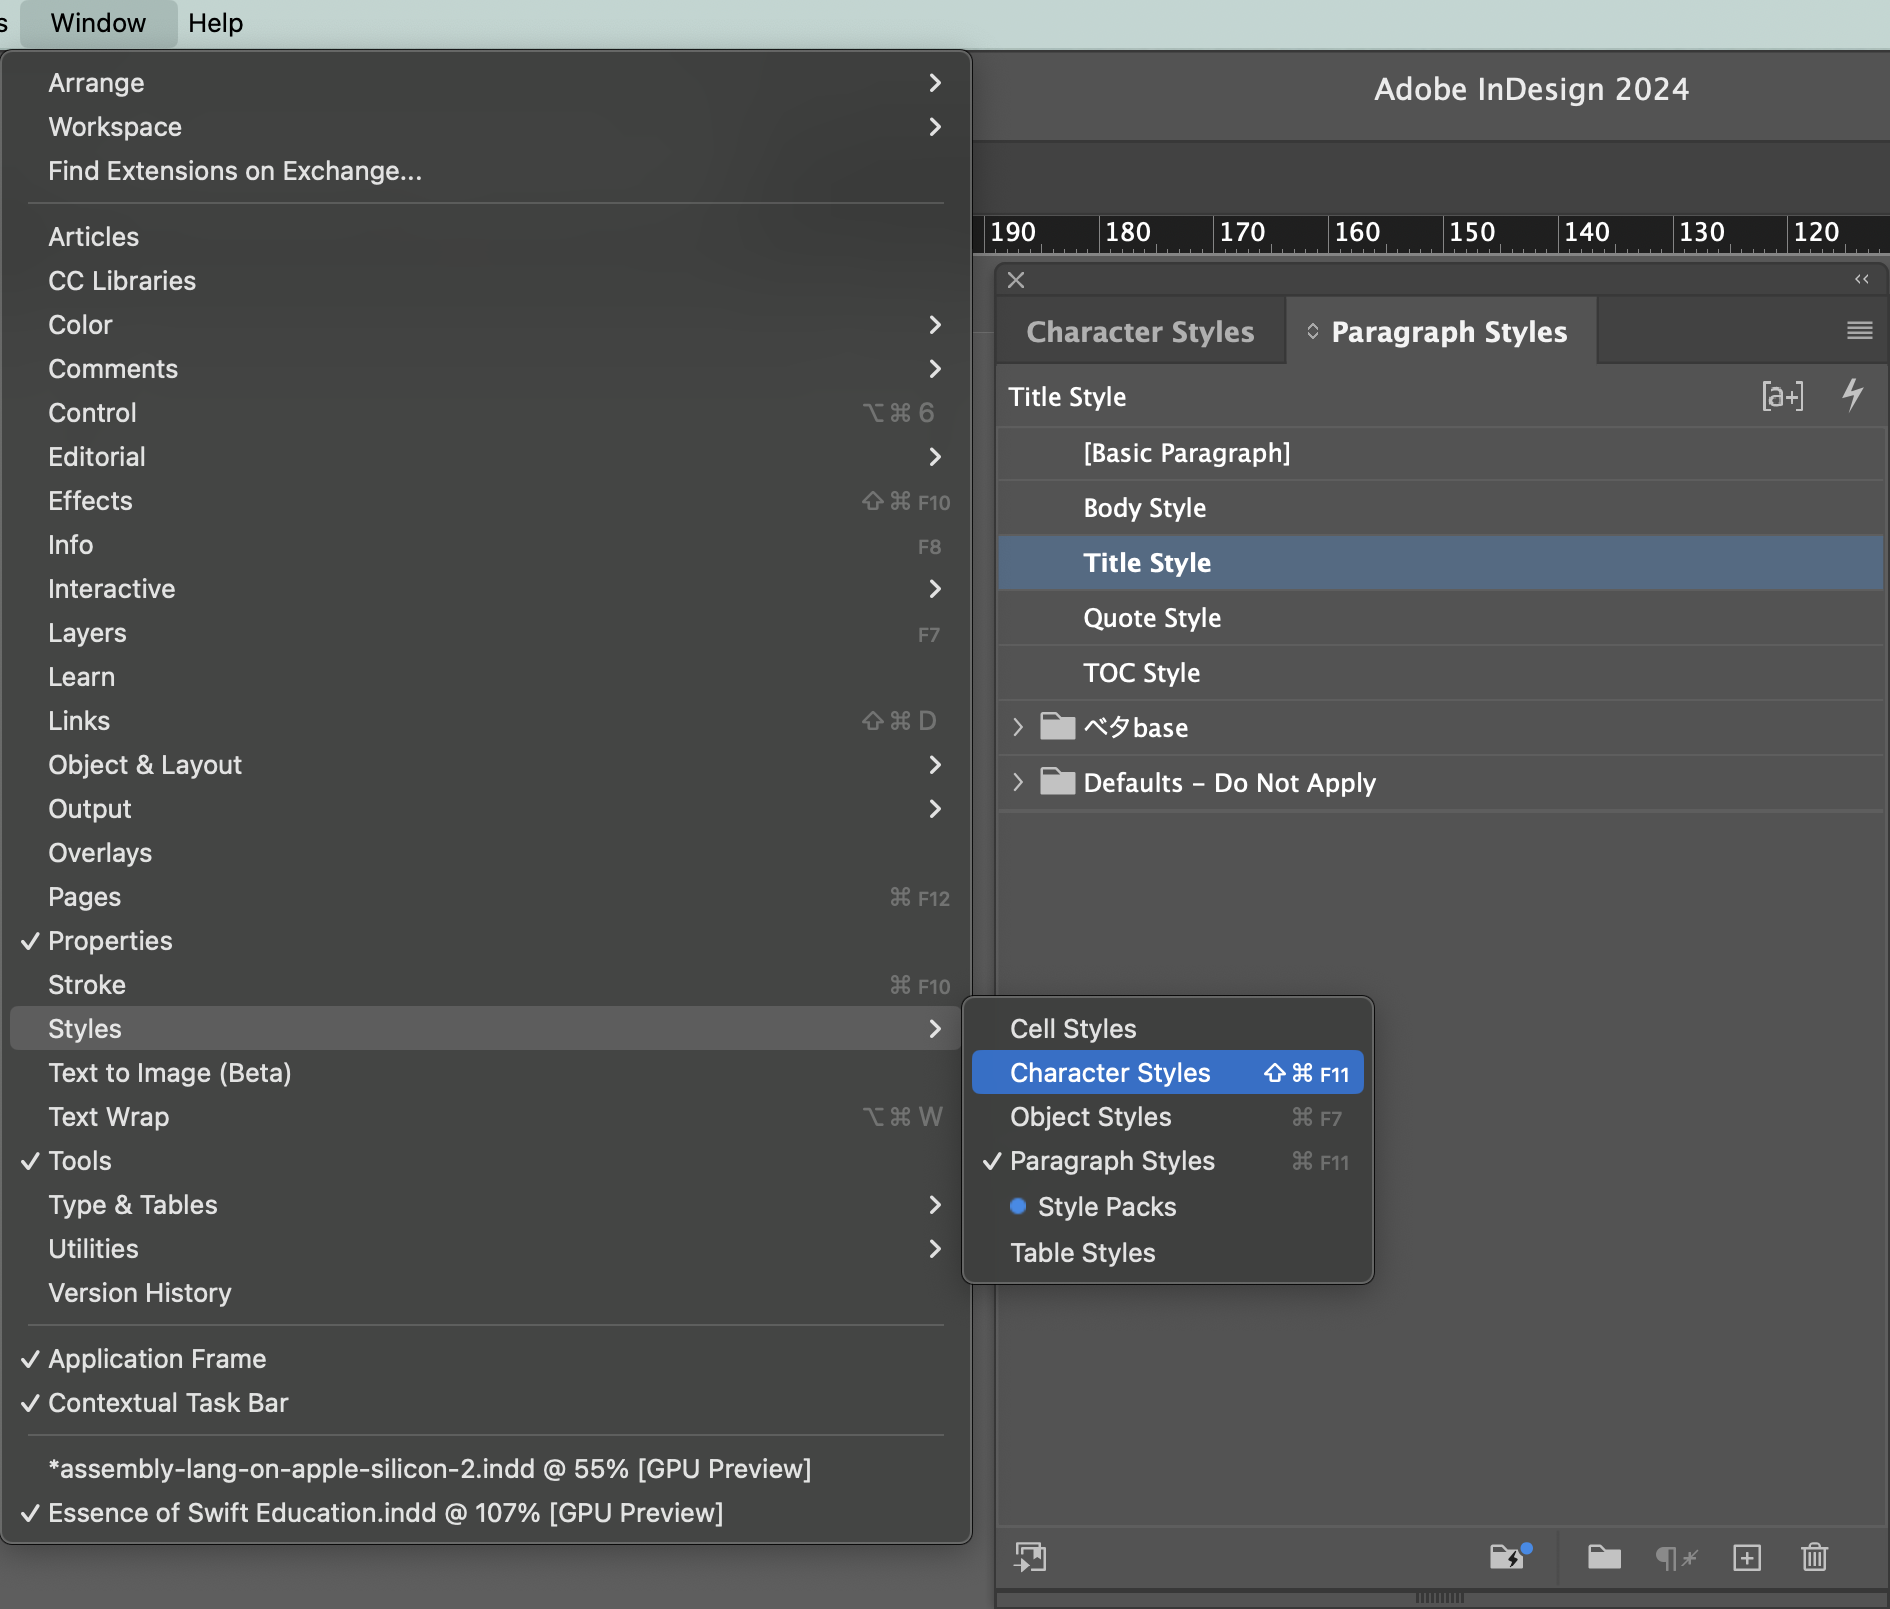 Window Help
Arrange
Workspace
Find Extensions on Exchange...
Articles
CC Libraries
Color
Comments
Control ⌥⌘6
Editorial
Effects ⇧⌘F10
Info F8
Interactive
Layers F7
Learn
Links ⇧⌘D
Object & Layout
Output
Overlays
Pages ⌘F12
✓ Properties
Stroke ⌘F10
Styles
Text to Image (Beta)
Text Wrap ⌥⌘W
✓ Tools
Type & Tables
Utilities
Version History
✓ Application Frame
✓ Contextual Task Bar
*assembly-lang-on-apple-silicon-2.indd @ 55% [GPU Preview]
✓ Essence of Swift Education.indd @ 107% [GPU Preview]
Cell Styles
Character Styles ⇧⌘F11
Object Styles ⌘F7
✓ Paragraph Styles ⌘F11
Style Packs
Table Styles
Adobe InDesign 2024
190 180 170 160 150 140 130 120
Character Styles Paragraph Styles
Title Style [a+]
[Basic Paragraph]
Body Style
Title Style
Quote Style
TOC Style
ベタbase
Defaults – Do Not Apply